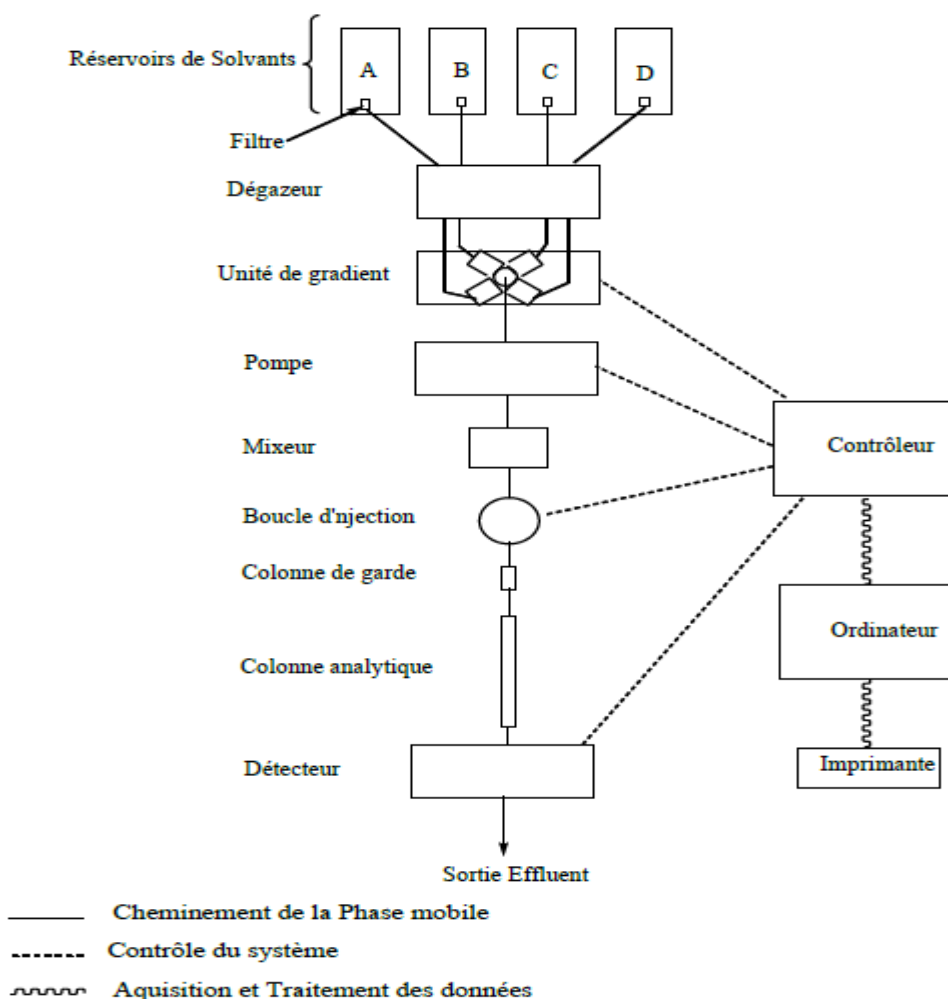 Réservoirs de Solvants
A
B
C
D
Filtre
Dégazeur
Unité de gradient
Pompe
Mixeur
Contrôleur
Boucle d'njection
Colonne de garde
Ordinateur
Colonne analytique
Détecteur
Imprimante
Sortie Effluent
Cheminement de la Phase mobile
Contrôle du système
Aquisition et Traitement des données